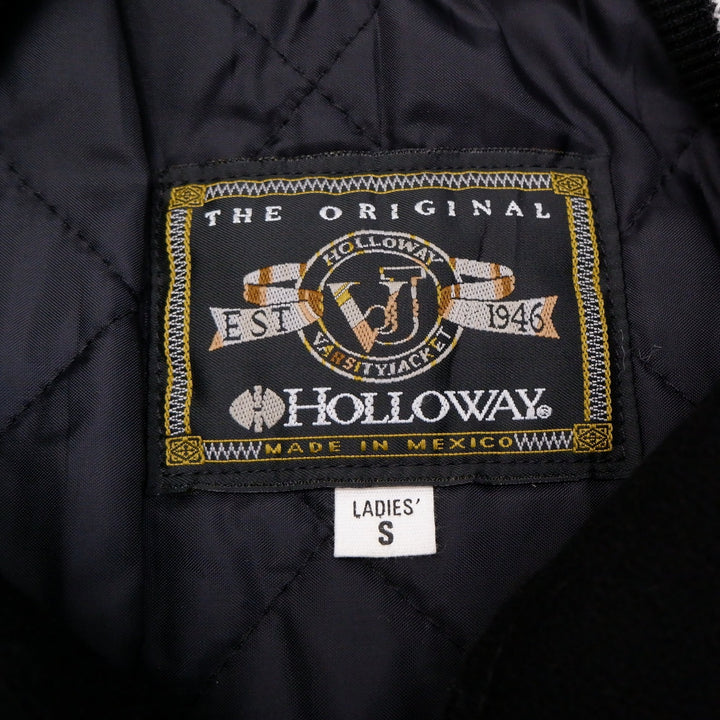 THE ORIGINAL
HOLLOWAY
VJ
EST 1946
VARSITY JACKET
HOLLOWAY®
MADE IN MEXICO
LADIES'
S